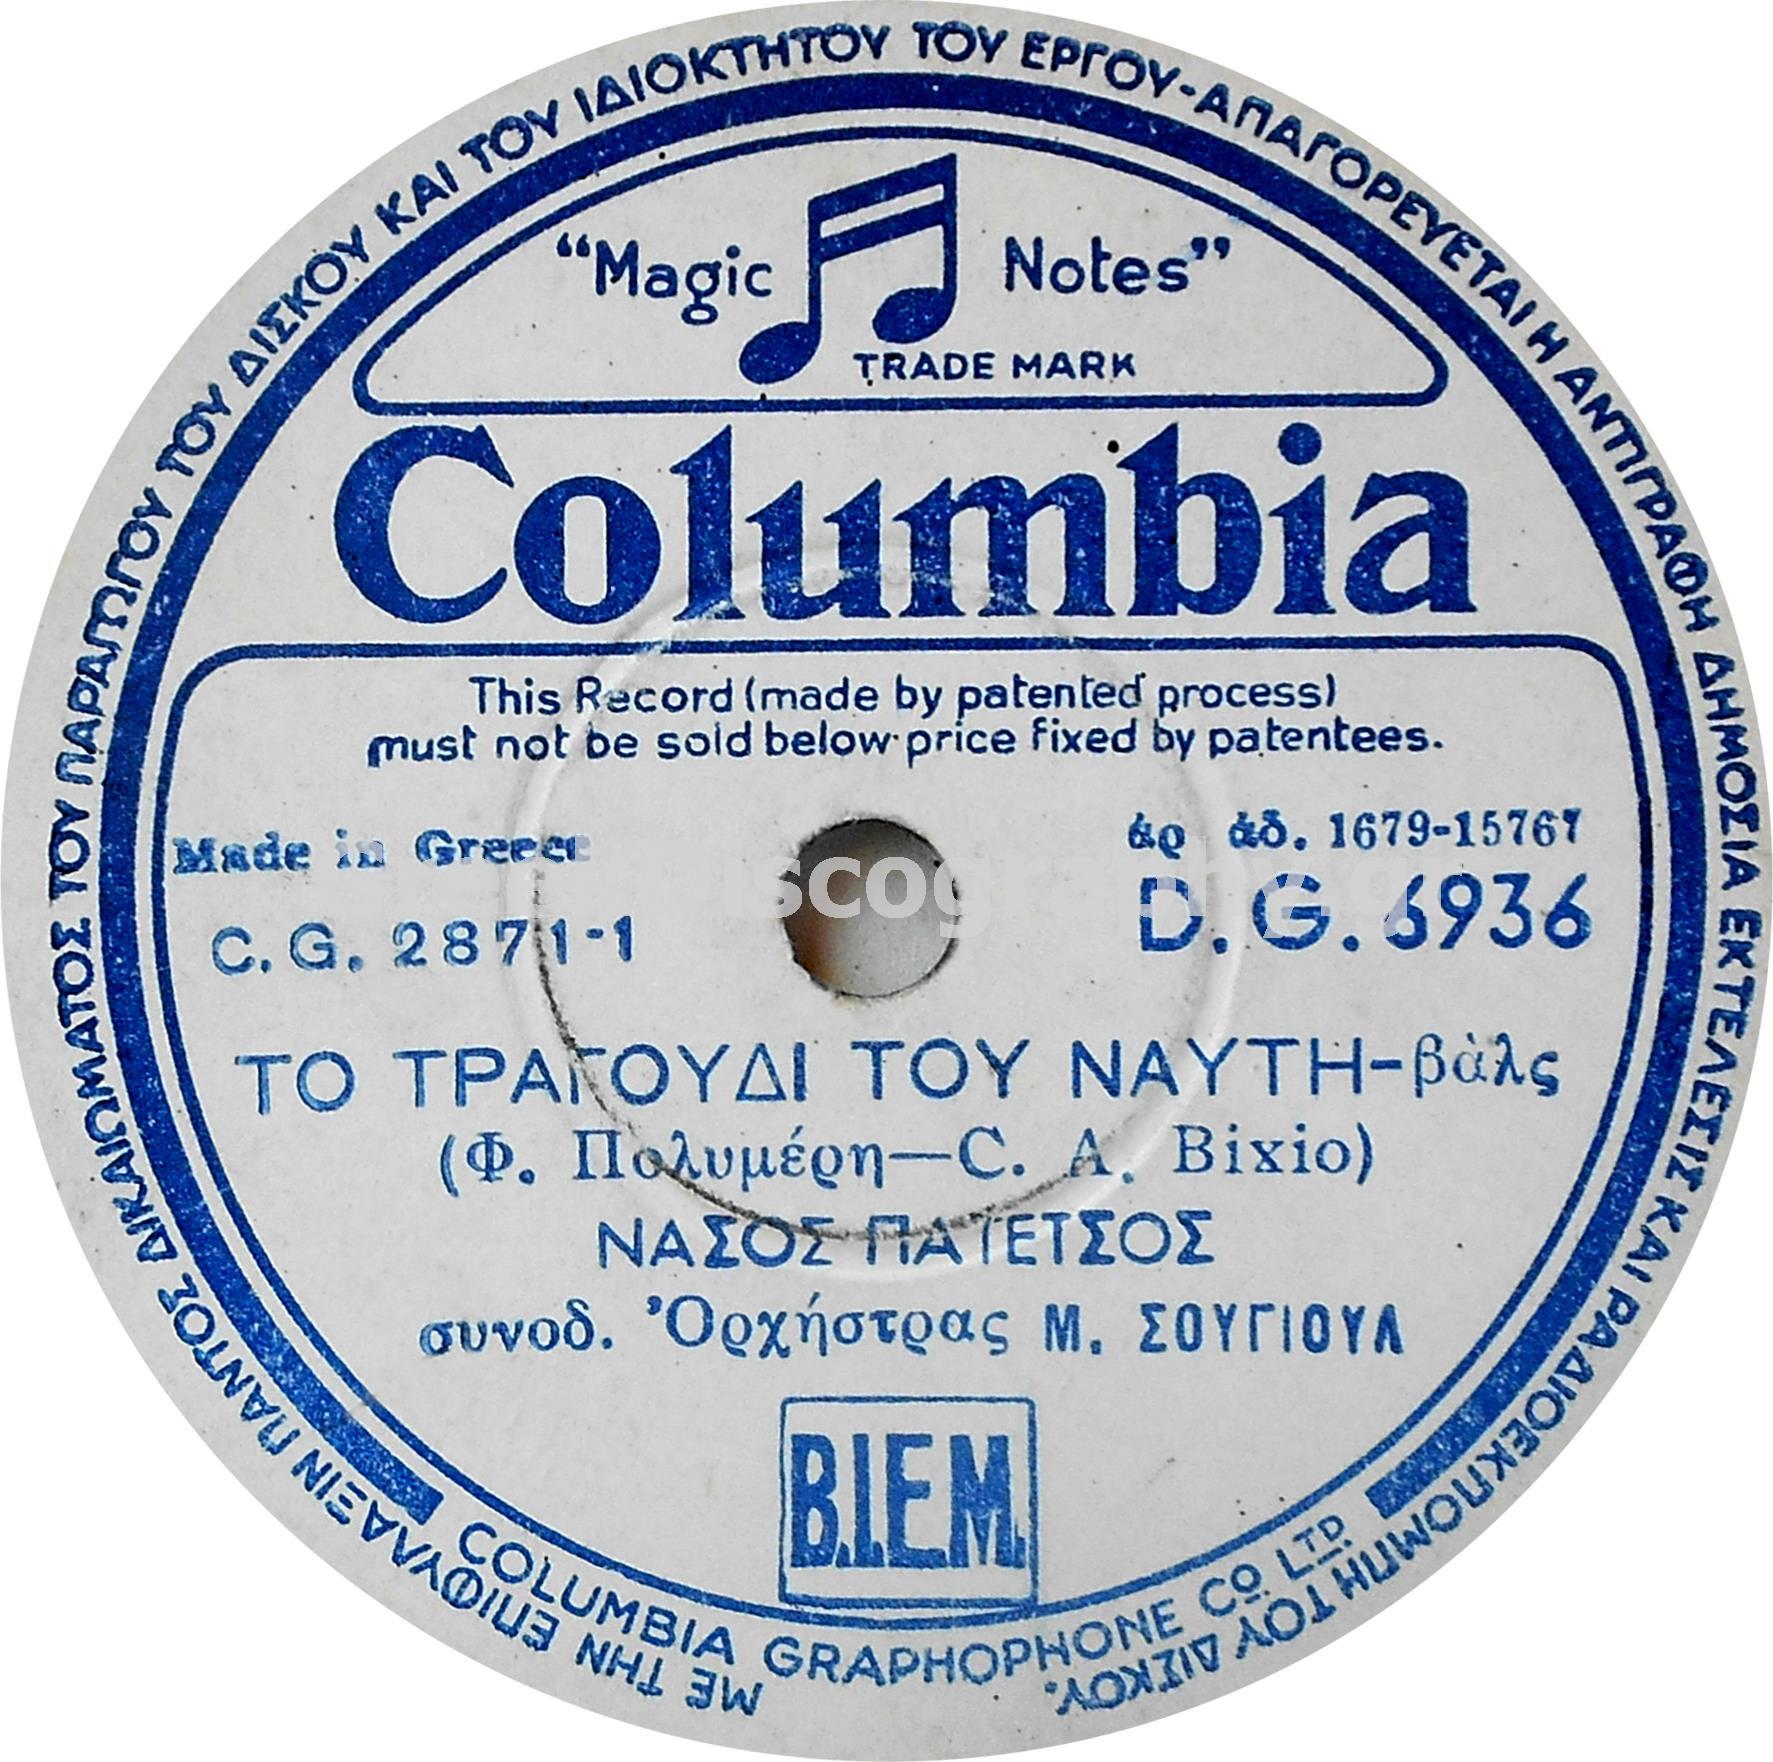 ΜΕ ΤΗΝ ΕΠΙΦΥΛΑΞΙΝ ΠΑΝΤΟΣ ΔΙΚΑΙΩΜΑΤΟΣ ΤΟΥ ΠΑΡΑΓΩΓΟΥ ΤΟΥ ΔΙΣΚΟΥ ΚΑΙ ΤΟΥ ΙΔΙΟΚΤΗΤΟΥ ΤΟΥ ΕΡΓΟΥ-ΑΠΑΓΟΡΕΥΕΤΑΙ Η ΑΝΤΙΓΡΑΦΗ ΔΗΜΟΣΙΑ ΕΚΤΕΛΕΣΙΣ ΚΑΙ ΡΑΔΙΟΕΚΠΟΜΠΗ ΤΟΥ ΔΙΣΚΟΥ.
“Magic Notes”
TRADE MARK
Columbia
This Record (made by patented process)
must not be sold below price fixed by patentees.
Made in Greece
ἀρ ἀδ. 1679-15767
C. G. 2871-1
D. G. 6936
ΤΟ ΤΡΑΓΟΥΔΙ ΤΟΥ ΝΑΥΤΗ-βὰλς
(Φ. Πολυμέρη—C. A. Bixio)
ΝΑΣΟΣ ΠΑΤΕΤΣΟΣ
συνοδ. Ὀρχήστρας Μ. ΣΟΥΓΙΟΥΛ
B.I.E.M.
COLUMBIA GRAPHOPHONE CO. LTD.